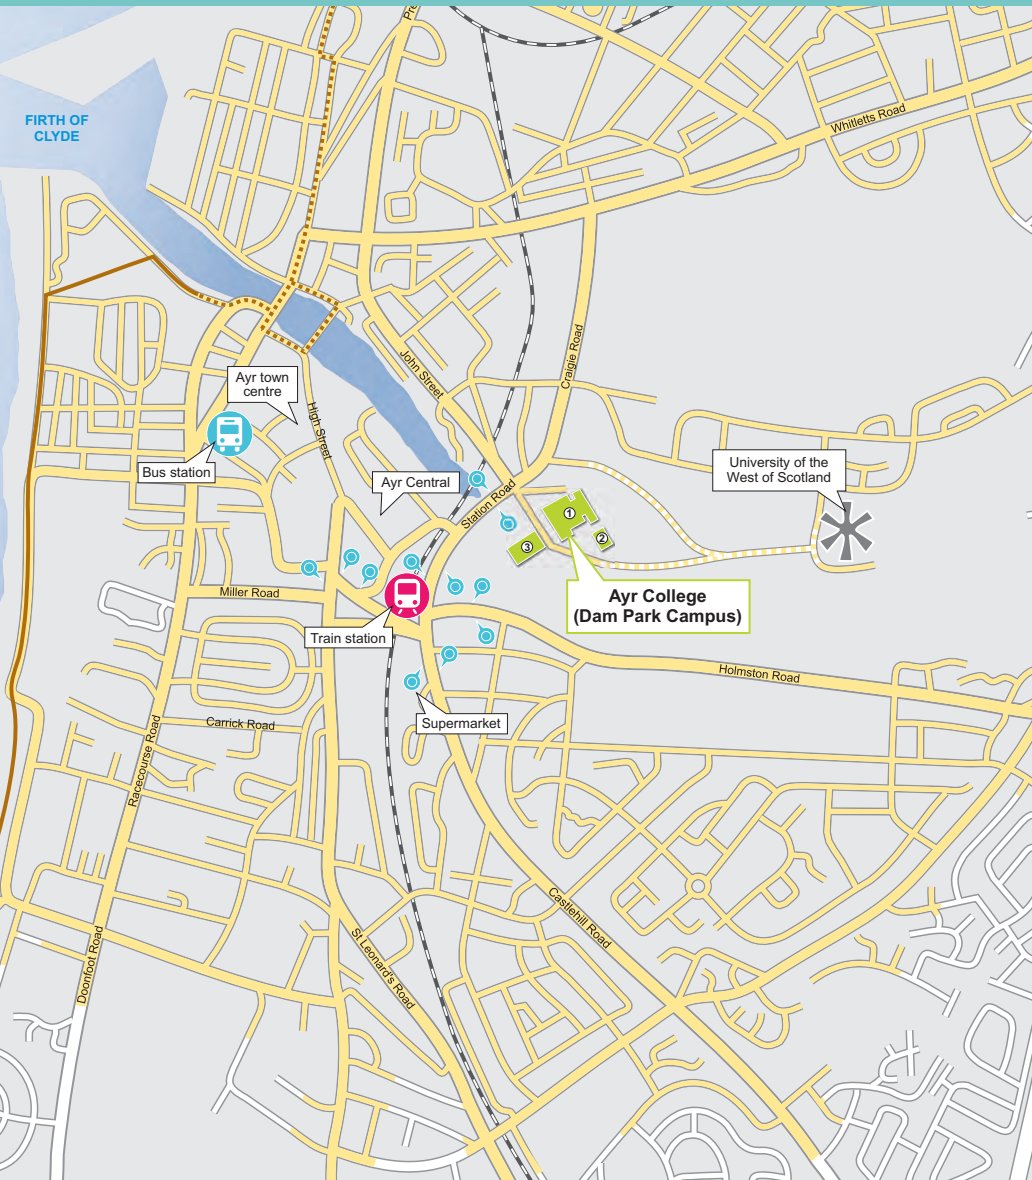 Pre
FIRTH OF
CLYDE
Whitletts Road
Craigie Road
John Street
Ayr town
centre
High Street
Bus station
Ayr Central
Station Road
University of the
West of Scotland
①
②
③
Ayr College
(Dam Park Campus)
Miller Road
Train station
Holmston Road
Supermarket
Carrick Road
Racecourse Road
Castlehill Road
St Leonard's Road
Doonfoot Road